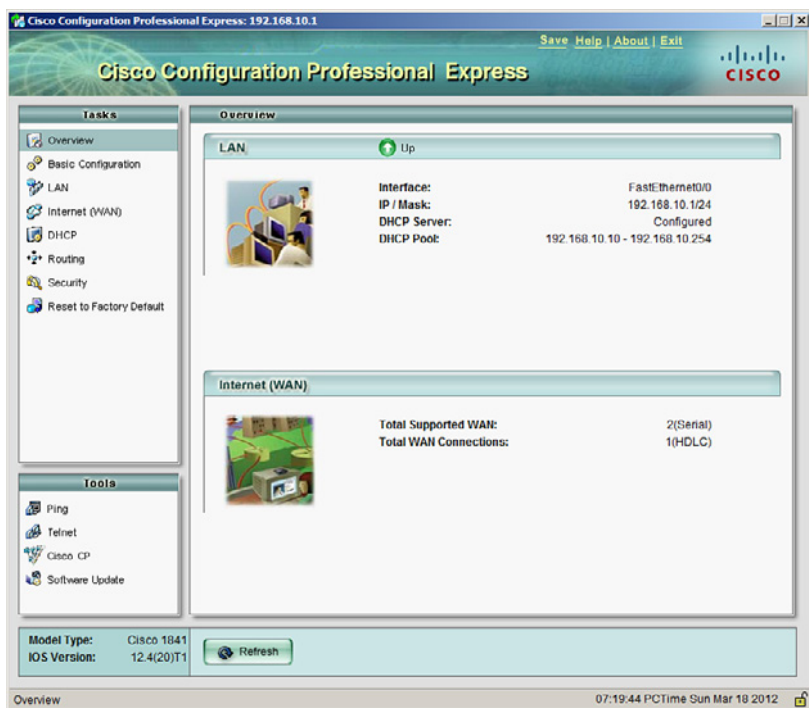 Cisco Configuration Professional Express: 192.168.10.1
Save Help | About | Exit
Cisco Configuration Professional Express
CISCO
Tasks
Overview
Basic Configuration
LAN
Internet (WAN)
DHCP
Routing
Security
Reset to Factory Default
Tools
Ping
Telnet
Cisco CP
Software Update
Overview
LAN Up
Interface: FastEthernet0/0
IP / Mask: 192.168.10.1/24
DHCP Server: Configured
DHCP Pool: 192.168.10.10 - 192.168.10.254
Internet (WAN)
Total Supported WAN: 2(Serial)
Total WAN Connections: 1(HDLC)
Model Type: Cisco 1841
IOS Version: 12.4(20)T1
Refresh
Overview
07:19:44 PCTime Sun Mar 18 2012